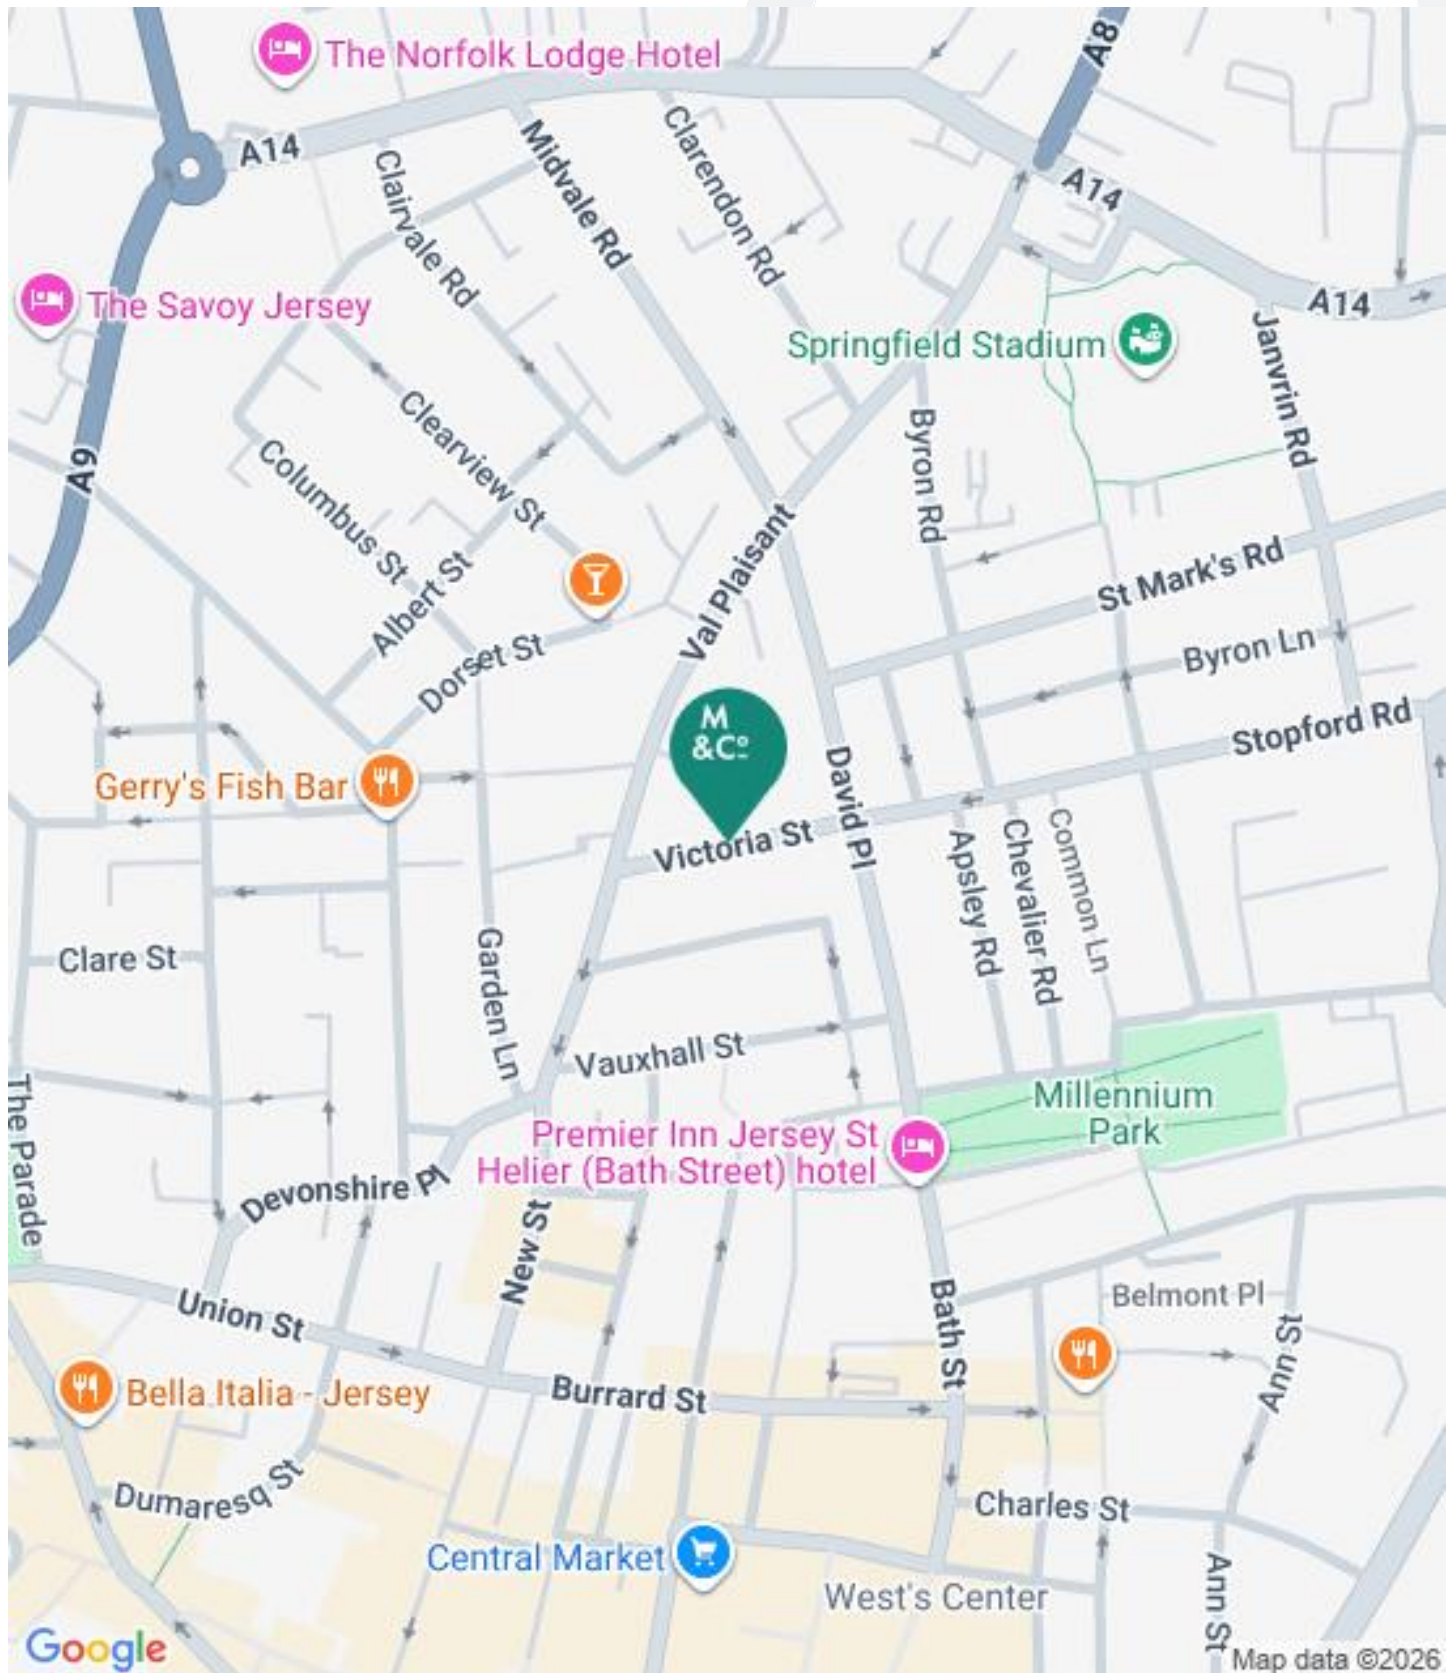 The Norfolk Lodge Hotel
A8
A14
Midvale Rd
Clarendon Rd
Clairvale Rd
A14
The Savoy Jersey
A14
Springfield Stadium
Janvrin Rd
A9
Clearview St
Byron Rd
Columbus St
Albert St
Val Plaisant
St Mark's Rd
Dorset St
Byron Ln
M
&Co
Stopford Rd
David Pl
Gerry's Fish Bar
Victoria St
Apsley Rd
Chevalier Rd
Common Ln
Clare St
Garden Ln
Vauxhall St
The Parade
Millennium
Park
Premier Inn Jersey St
Helier (Bath Street) hotel
Devonshire Pl
New St
Union St
Bath St
Belmont Pl
Ann St
Bella Italia - Jersey
Burrard St
Dumaresq St
Charles St
Central Market
West's Center
Ann St
Google
Map data ©2026